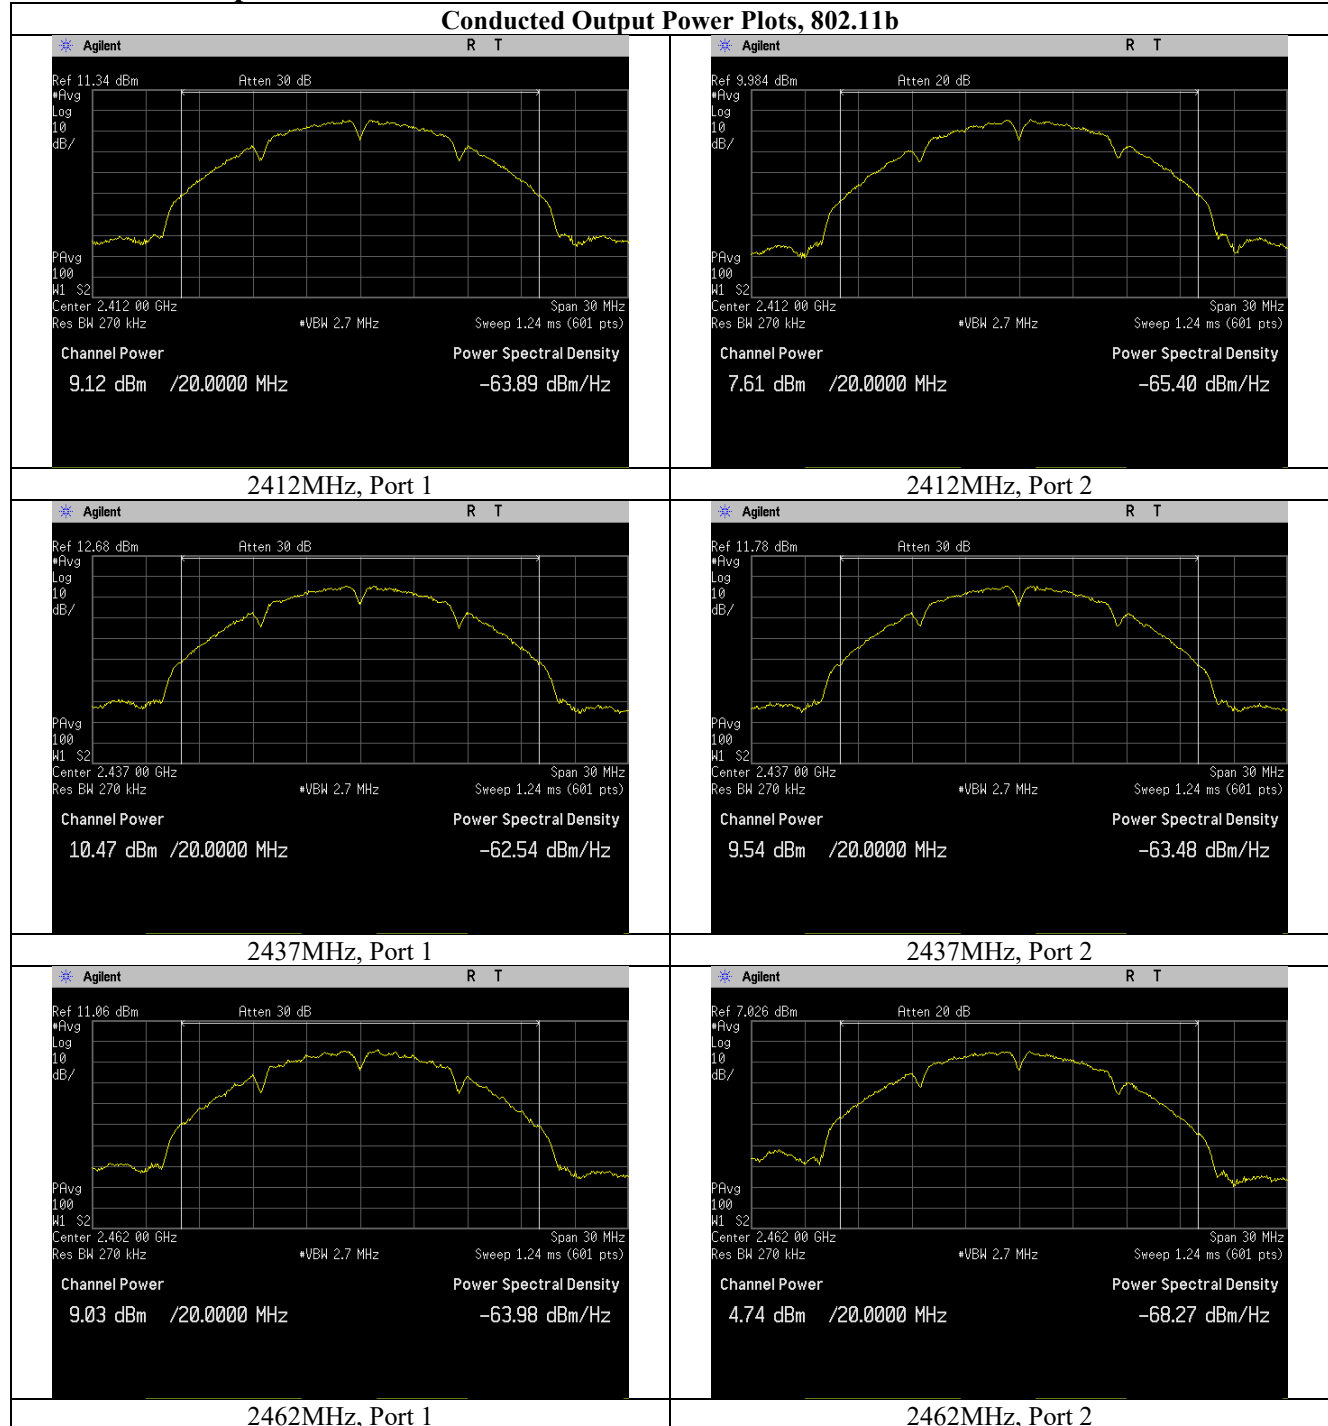 Conducted Output Power Plots, 802.11b
Agilent R T
Ref 11.34 dBm Atten 30 dB
#Avg
Log
10
dB/
PAvg
100
W1 S2
Center 2.412 00 GHz Span 30 MHz
Res BW 270 kHz #VBW 2.7 MHz Sweep 1.24 ms (601 pts)
Channel Power Power Spectral Density
9.12 dBm /20.0000 MHz -63.89 dBm/Hz
2412MHz, Port 1
Agilent R T
Ref 9.984 dBm Atten 20 dB
#Avg
Log
10
dB/
PAvg
100
W1 S2
Center 2.412 00 GHz Span 30 MHz
Res BW 270 kHz #VBW 2.7 MHz Sweep 1.24 ms (601 pts)
Channel Power Power Spectral Density
7.61 dBm /20.0000 MHz -65.40 dBm/Hz
2412MHz, Port 2
Agilent R T
Ref 12.68 dBm Atten 30 dB
#Avg
Log
10
dB/
PAvg
100
W1 S2
Center 2.437 00 GHz Span 30 MHz
Res BW 270 kHz #VBW 2.7 MHz Sweep 1.24 ms (601 pts)
Channel Power Power Spectral Density
10.47 dBm /20.0000 MHz -62.54 dBm/Hz
2437MHz, Port 1
Agilent R T
Ref 11.78 dBm Atten 30 dB
#Avg
Log
10
dB/
PAvg
100
W1 S2
Center 2.437 00 GHz Span 30 MHz
Res BW 270 kHz #VBW 2.7 MHz Sweep 1.24 ms (601 pts)
Channel Power Power Spectral Density
9.54 dBm /20.0000 MHz -63.48 dBm/Hz
2437MHz, Port 2
Agilent R T
Ref 11.06 dBm Atten 30 dB
#Avg
Log
10
dB/
PAvg
100
W1 S2
Center 2.462 00 GHz Span 30 MHz
Res BW 270 kHz #VBW 2.7 MHz Sweep 1.24 ms (601 pts)
Channel Power Power Spectral Density
9.03 dBm /20.0000 MHz -63.98 dBm/Hz
2462MHz, Port 1
Agilent R T
Ref 7.026 dBm Atten 20 dB
#Avg
Log
10
dB/
PAvg
100
W1 S2
Center 2.462 00 GHz Span 30 MHz
Res BW 270 kHz #VBW 2.7 MHz Sweep 1.24 ms (601 pts)
Channel Power Power Spectral Density
4.74 dBm /20.0000 MHz -68.27 dBm/Hz
2462MHz, Port 2